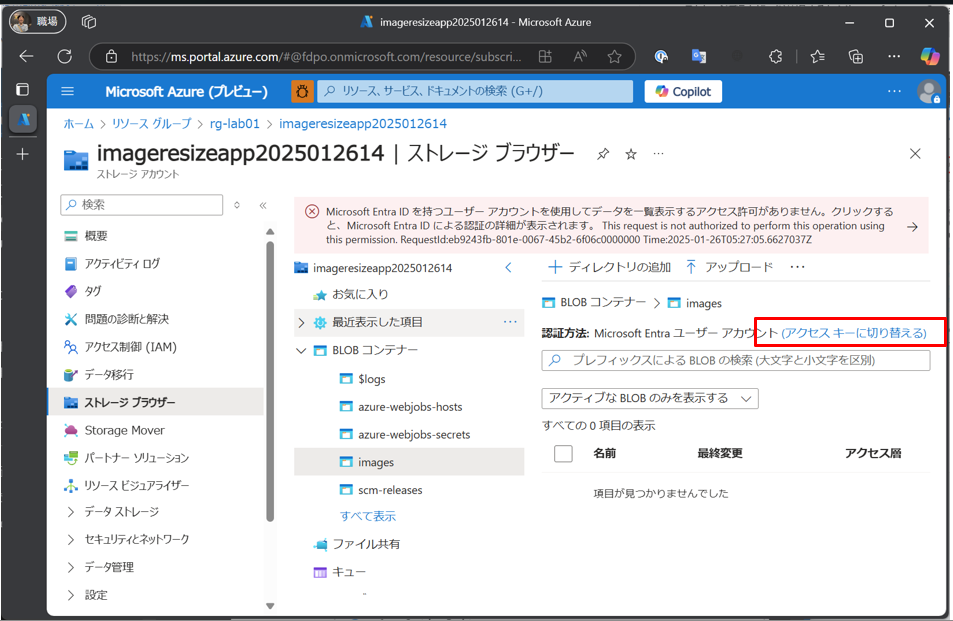 職場
imageresizeapp2025012614 - Microsoft Azure
https://ms.portal.azure.com/#@fdpo.onmicrosoft.com/resource/subscri...
Microsoft Azure (プレビュー)
リソース、サービス、ドキュメントの検索 (G+/)
Copilot
ホーム > リソース グループ > rg-lab01 > imageresizeapp2025012614
imageresizeapp2025012614 | ストレージ ブラウザー
ストレージ アカウント
検索
概要
アクティビティ ログ
タグ
問題の診断と解決
アクセス制御 (IAM)
データ移行
ストレージ ブラウザー
Storage Mover
パートナー ソリューション
リソース ビジュアライザー
データ ストレージ
セキュリティとネットワーク
データ管理
設定
Microsoft Entra ID を持つユーザー アカウントを使用してデータを一覧表示するアクセス許可がありません。クリックする
と、Microsoft Entra ID による認証の詳細が表示されます。 This request is not authorized to perform this operation using
this permission. RequestId:eb9243fb-801e-0067-45b2-6f06c0000000 Time:2025-01-26T05:27:05.6627037Z
imageresizeapp2025012614
お気に入り
最近表示した項目
BLOB コンテナー
$logs
azure-webjobs-hosts
azure-webjobs-secrets
images
scm-releases
すべて表示
ファイル共有
キュー
ディレクトリの追加 アップロード
BLOB コンテナー > images
認証方法: Microsoft Entra ユーザー アカウント (アクセス キーに切り替える)
プレフィックスによる BLOB の検索 (大文字と小文字を区別)
アクティブな BLOB のみを表示する
すべての 0 項目の表示
名前 最終変更 アクセス層
項目が見つかりませんでした